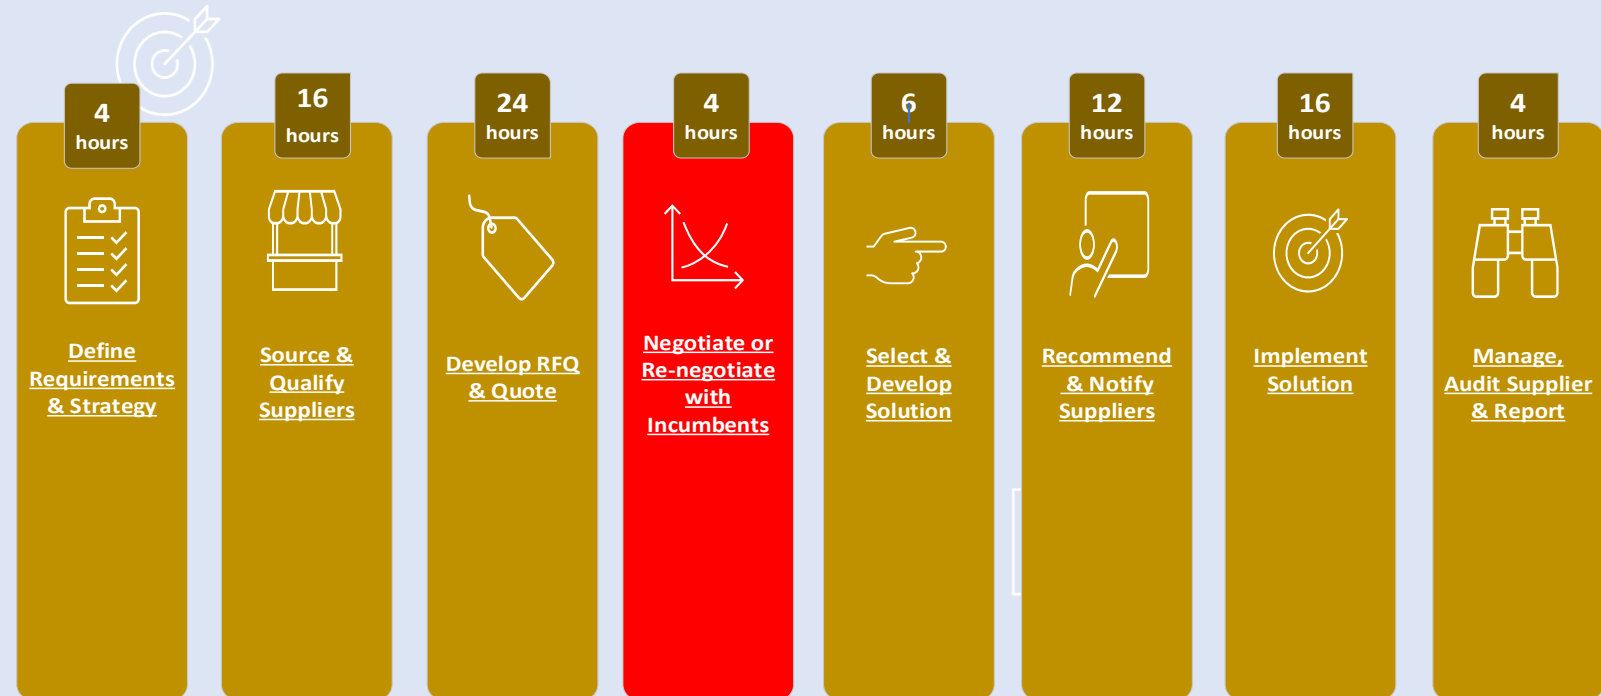 4
hours
Define
Requirements
& Strategy
16
hours
Source &
Qualify
Suppliers
24
hours
Develop RFQ
& Quote
4
hours
Negotiate or
Re-negotiate
with
Incumbents
6
hours
Select &
Develop
Solution
12
hours
Recommend
& Notify
Suppliers
16
hours
Implement
Solution
4
hours
Manage,
Audit Supplier
& Report